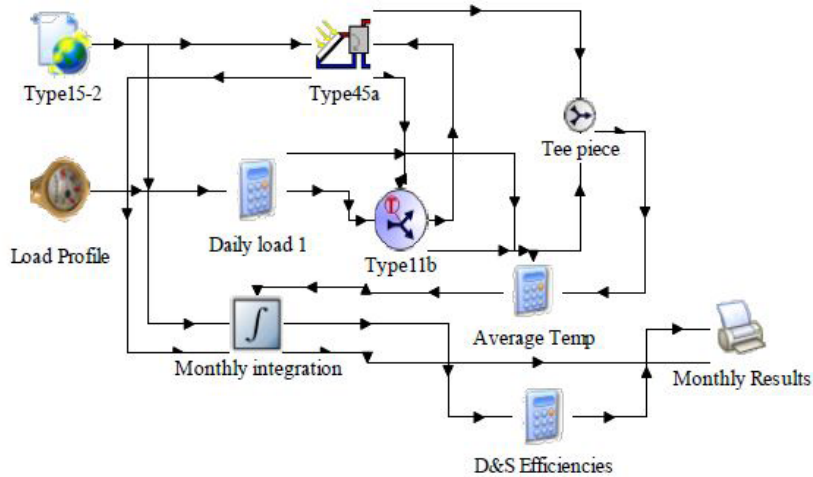 Type15-2
Type45a
Tee piece
Load Profile
Daily load 1
Type11b
Average Temp
Monthly integration
Monthly Results
D&S Efficiencies